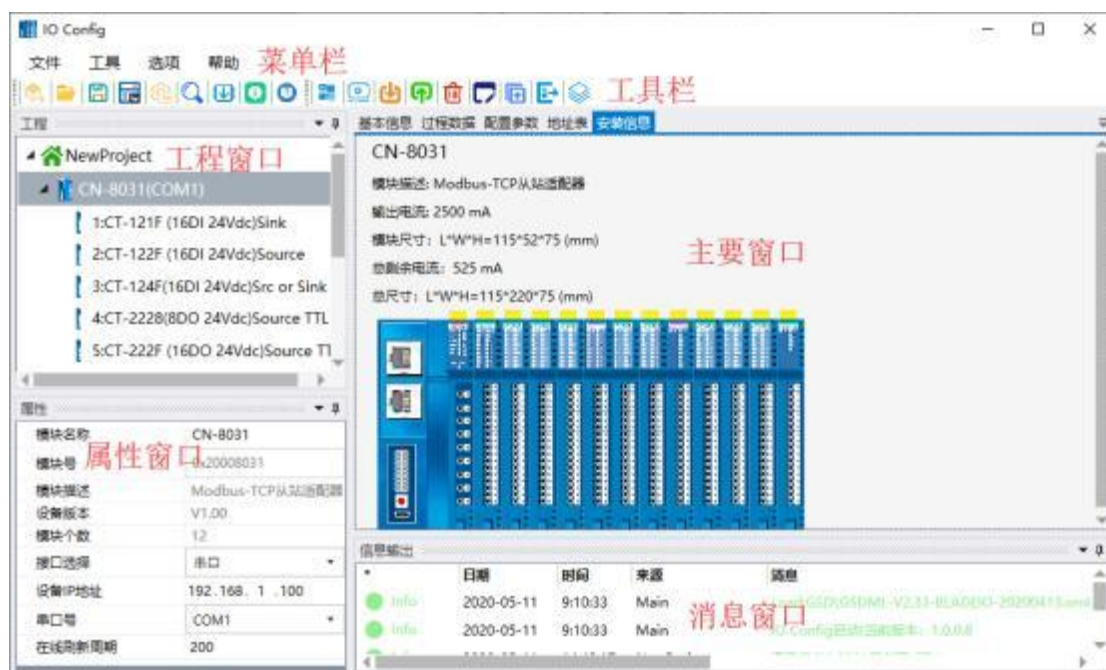 IO Config
文件 工具 选项 帮助 菜单栏
工具栏
工程
基本信息 过程数据 配置参数 地址表 安装信息
NewProject 工程窗口
CN-8031(COM1)
1:CT-121F (16DI 24Vdc)Sink
2:CT-122F (16DI 24Vdc)Source
3:CT-124F(16DI 24Vdc)Src or Sink
4:CT-2228(8DO 24Vdc)Source TTL
5:CT-222F (16DO 24Vdc)Source TT
CN-8031
模块描述: Modbus-TCP从站适配器
输出电流: 2500 mA
模块尺寸: L*W*H=115*52*75 (mm)
总剩余电流: 525 mA
总尺寸: L*W*H=115*220*75 (mm)
主要窗口
属性
模块名称 CN-8031
模块号 属性窗口 0x20008031
模块描述 Modbus-TCP从站适配器
设备版本 V1.00
模块个数 12
接口选择 串口
设备IP地址 192.168. 1 .100
串口号 COM1
在线刷新周期 200
信息输出
* 日期 时间 来源 消息
Info 2020-05-11 9:10:33 Main
Info 2020-05-11 9:10:33 Main IO Config启动!当前版本: 1.0.0.8
消息窗口